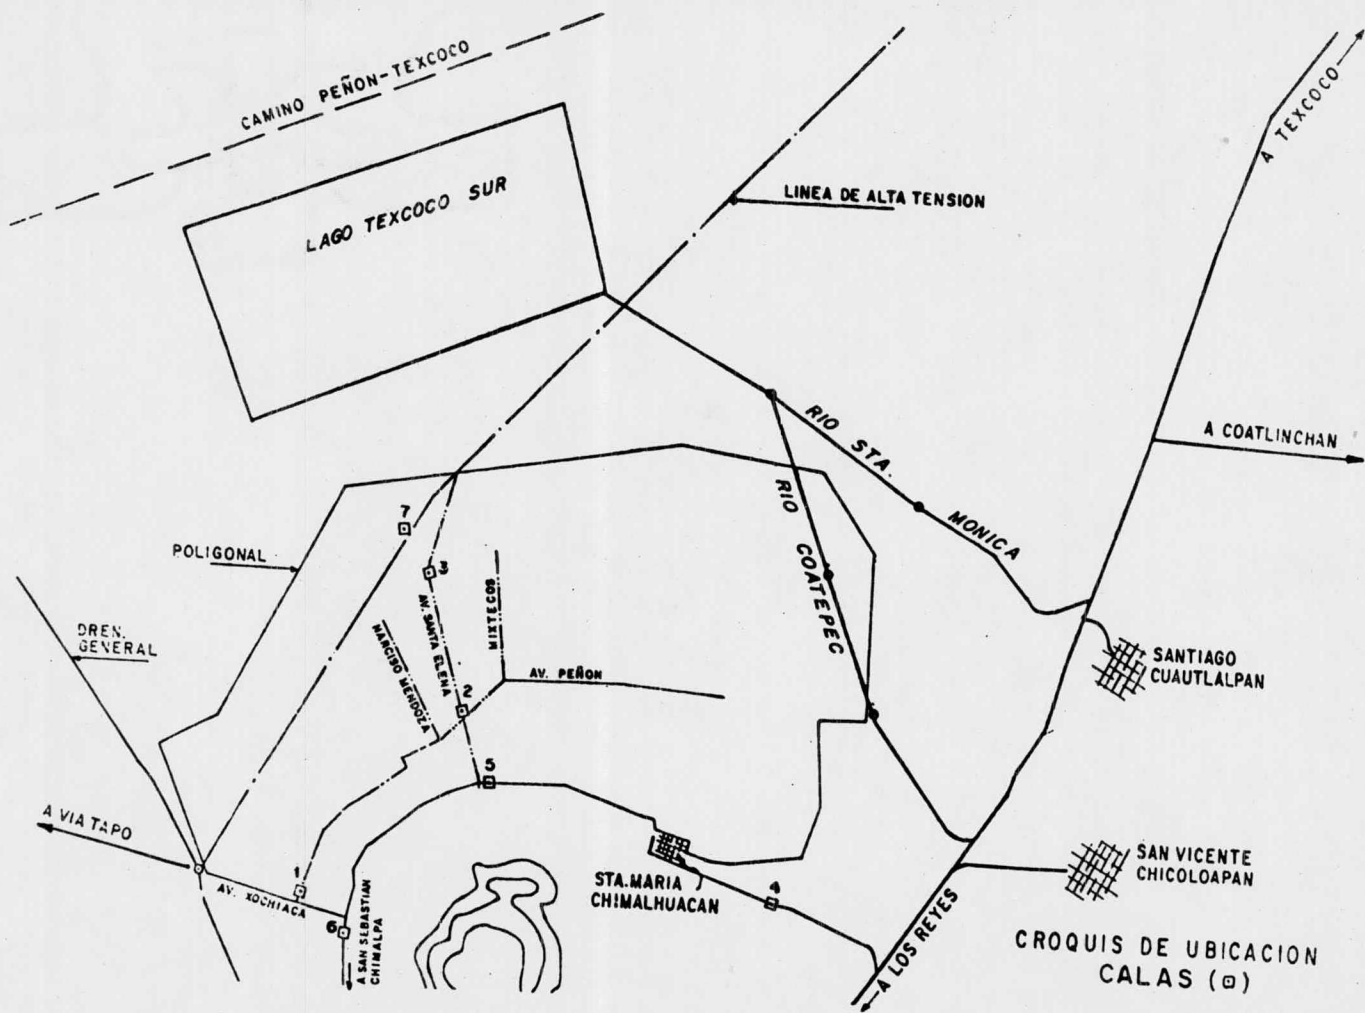 CAMINO PEÑON-TEXCOCO
A TEXCOCO
LAGO TEXCOCO SUR
LINEA DE ALTA TENSION
A COATLINCHAN
RIO STA. MONICA
RIO COATEPEC
7
POLIGONAL
3
MIXTECOS
AV. SANTA ELENA
NARCISO MENDOZA
DREN.
GENERAL
SANTIAGO
CUAUTLALPAN
AV. PEÑON
2
5
A VIA TAPO
1
AV. XOCHIACA
6
A SAN SEBASTIAN
CHIMALPA
STA. MARIA
CHIMALHUACAN
4
SAN VICENTE
CHICOLOAPAN
A LOS REYES
CROQUIS DE UBICACION
CALAS (⊡)